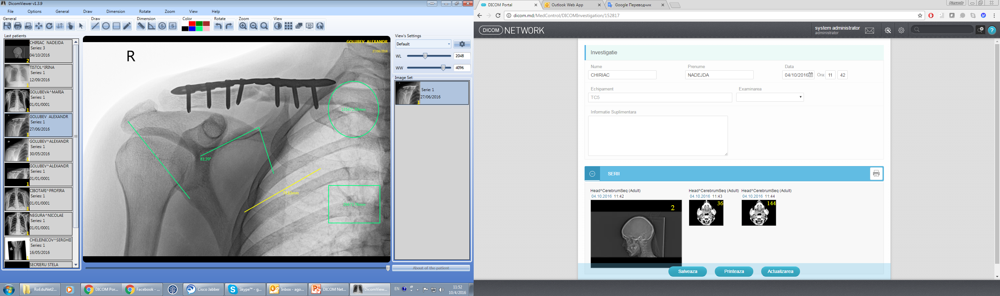 DicomViewer v1.3.9
File Options General Draw Dimension Rotate Zoom View Help
General Draw Dimension Color Rotate Zoom View
Last patients
CHIRIAC NADEJDA
Series: 3
04/10/2016
2
TISTOL^IRINA
Series: 1
12/09/2016
1
GOLUBEVA^MARIA
Series: 1
01/01/0001
1
GOLUBEV ALEXANDR
Series: 1
27/06/2016
1
GOLUBEV^ALEXANDR
Series: 1
30/05/2016
1
GOLUBEV^ALEXANDR
Series: 1
01/01/0001
1
CIBOTARI^PROFIRA
Series: 1
01/01/0001
1
NEGURA^NICOLAE
Series: 1
01/01/0001
1
CHELEINICOV^SERGHEI
Series: 1
16/05/2016
1
SECRIERU STELA
GOLUBEV ALEXANDR
27/06/2016
R
81.39°
79.83mm
View's Settings
Default
WL 2048
WW 4096
Image Set
Serie: 1
27/06/2016
1
About of the patient
RoEduNet2...
DICOM Por...
Facebook - ...
Cisco Jabber
Skype™ - g...
Inbox - ago...
DICOM Net...
DicomView...
EN
11:52
10/4/2016
DICOM Portal
Outlook Web App
Google Переводчик
Alexandr
dicom.md/MedControl/DICOMInvestigation/152817
DICOM NETWORK
system administrator
administrator
Investigatie
Nume Prenume Data
CHIRIAC NADEJDA 04/10/2016 Ora: 11 42
Echipament Examinarea
TC5
Informatie Suplimentara
SERII
Head^CerebrumSeq (Adult)
04.10.2016 11:42
2
Head^CerebrumSeq (Adult)
04.10.2016 11:43
36
Head^CerebrumSeq (Adult)
04.10.2016 11:44
144
Salveaza Printeaza Actualizarea